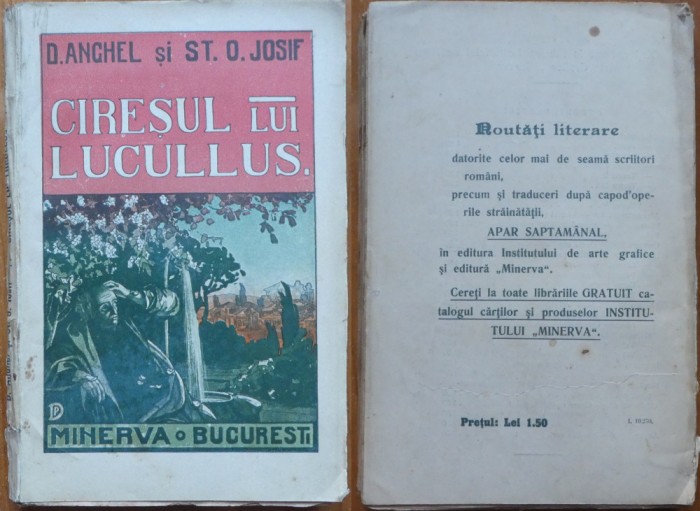 D. ANGHEL și ST. O. JOSIF
CIREȘUL LUI
LUCULLUS.
MINERVA o BUCUREȘTI
Noutăți literare
datorite celor mai de seamă scriitori
români,
precum și traduceri după capod'ope-
rile străinătății,
APAR SAPTAMÂNAL,
în editura Institutului de arte grafice
și editură „Minerva“.
Cereți la toate librăriile GRATUIT ca-
talogul cărților și produselor INSTITU-
TULUI „MINERVA“.
Prețul: Lei 1.50